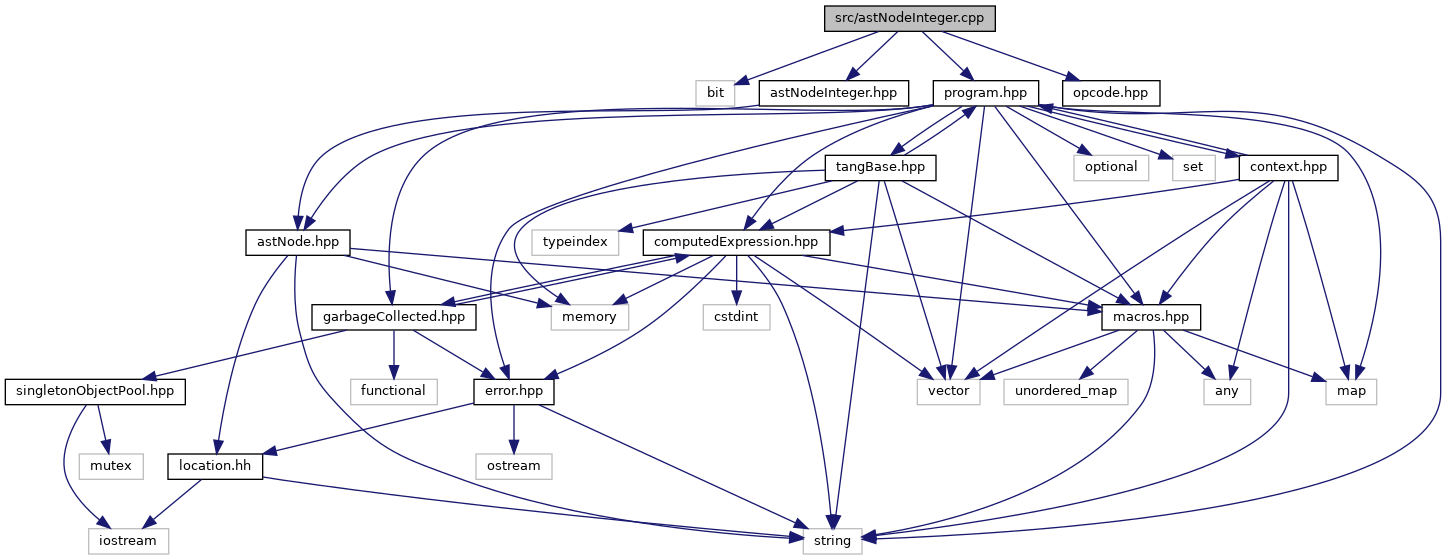 src/astNodeInteger.cpp
bit
astNodeInteger.hpp
program.hpp
opcode.hpp
tangBase.hpp
optional
set
context.hpp
astNode.hpp
typeindex
computedExpression.hpp
garbageCollected.hpp
memory
cstdint
macros.hpp
singletonObjectPool.hpp
functional
error.hpp
vector
unordered_map
any
map
mutex
location.hh
ostream
iostream
string